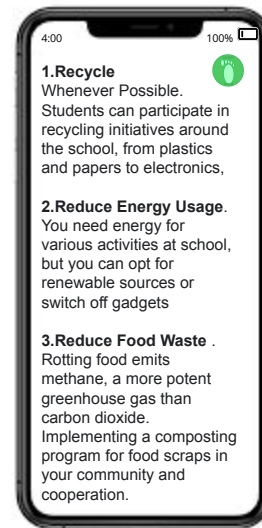 4:00 100%
1.Recycle
Whenever Possible.
Students can participate in
recycling initiatives around
the school, from plastics
and papers to electronics,
2.Reduce Energy Usage.
You need energy for
various activities at school,
but you can opt for
renewable sources or
switch off gadgets
3.Reduce Food Waste .
Rotting food emits
methane, a more potent
greenhouse gas than
carbon dioxide.
Implementing a composting
program for food scraps in
your community and
cooperation.